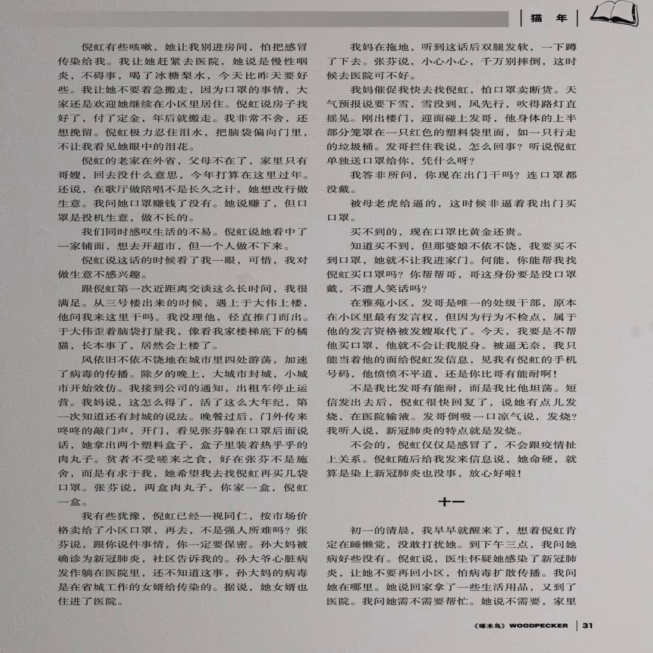 猫 年
倪虹有些咳嗽，她让我别进房间，怕把感冒
传染给我。我让她赶紧去医院，她说是慢性咽
炎，不碍事，喝了冰糖梨水，今天比昨天要好
些。我让她不要着急搬走，因为口罩的事情，大
家还是欢迎她继续在小区里居住。倪虹说房子找
好了，付了定金，年后就搬走。我非常不舍，还
想挽留。倪虹极力忍住泪水，把脑袋偏向门里，
不让我看见她眼中的泪花。
倪虹的老家在外省，父母不在了，家里只有
哥嫂，回去没什么意思，今年打算在这里过年。
还说，在歌厅做陪唱不是长久之计，她想改行做
生意。我问她口罩赚钱了没有。她说赚了，但口
罩是投机生意，做不长的。
我们同时感叹生活的不易。倪虹说她看中了
一家铺面，想去开超市，但一个人做不下来。
倪虹说这话的时候看了我一眼，可惜，我对
做生意不感兴趣。
跟倪虹第一次近距离交谈这么长时间，我很
满足。从三号楼出来的时候，遇上于大伟上楼，
他问我来这里干吗。我没理他，径直推门而出。
于大伟歪着脑袋打量我，像看我家楼梯底下的橘
猫，长本事了，居然会上楼了。
风依旧不依不饶地在城市里四处游荡，加速
了病毒的传播。除夕的晚上，大城市封城，小城
市开始效仿。我接到公司的通知，出租车停止运
营。我妈说，这怎么得了，活了这么大年纪，第
一次知道还有封城的说法。晚餐过后，门外传来
咚咚的敲门声，开门，看见张芬躲在口罩后面说
话，她拿出两个塑料盒子，盒子里装着热乎乎的
肉丸子。贫者不受嗟来之食，好在张芬不是施
舍，而是有求于我，她希望我去找倪虹再买几袋
口罩。张芬说，两盒肉丸子，你家一盒，倪虹
一盒。
我有些犹豫，倪虹已经一视同仁，按市场价
格卖给了小区口罩，再去，不是强人所难吗？张
芬说，跟你说件事情，你一定要保密。孙大妈被
确诊为新冠肺炎，社区告诉我的。孙大爷心脏病
发作躺在医院里，还不知道这事，孙大妈的病毒
是在省城工作的女婿给传染的。据说，她女婿也
住进了医院。
我妈在拖地，听到这话后双腿发软，一下蹲
了下去。张芬说，小心小心，千万别摔倒，这时
候去医院可不好。
我妈催促我快去找倪虹，怕口罩卖断货。天
气预报说要下雪，雪没到，风先行，吹得路灯直
摇晃。刚出楼门，迎面碰上发哥，他身体的上半
部分笼罩在一只红色的塑料袋里面，如一只行走
的垃圾桶。发哥拦住我说，怎么回事？听说倪虹
单独送口罩给你，凭什么呀？
我答非所问，你现在出门干吗？连口罩都
没戴。
被母老虎给逼的，这时候非逼着我出门买
口罩。
买不到的，现在口罩比黄金还贵。
知道买不到，但那婆娘不依不饶，我要买不
到口罩，她就不让我进家门。何能，你能帮我找
倪虹买口罩吗？你帮帮哥，哥这身份要是没口罩
戴，不遭人笑话吗？
在雅苑小区，发哥是唯一的处级干部，原本
在小区里最有发言权，但因为行为不检点，属于
他的发言资格被发嫂取代了。今天，我要是不帮
他买口罩，他就不会让我脱身。被逼无奈，我只
能当着他的面给倪虹发信息，见我有倪虹的手机
号码，他愤愤不平道，还是你比哥有能耐啊！
不是我比发哥有能耐，而是我比他坦荡。短
信发出去后，倪虹很快回复了，说她有点儿发
烧，在医院输液。发哥倒吸一口凉气说，发烧？
我听人说，新冠肺炎的特点就是发烧。
不会的，倪虹仅仅是感冒了，不会跟疫情扯
上关系。倪虹随后给我发来信息说，她命硬，就
算是染上新冠肺炎也没事，放心好啦！
十一
初一的清晨，我早早就醒来了，想着倪虹肯
定在睡懒觉，没敢打扰她。到下午三点，我问她
病好些没有。倪虹说，医生怀疑她感染了新冠肺
炎，让她不要再回小区，怕病毒扩散传播。我问
她在哪里。她说回家拿了一些生活用品，又到了
医院。我问她需不需要帮忙。她说不需要，家里
《啄木鸟》WOODPECKER 31